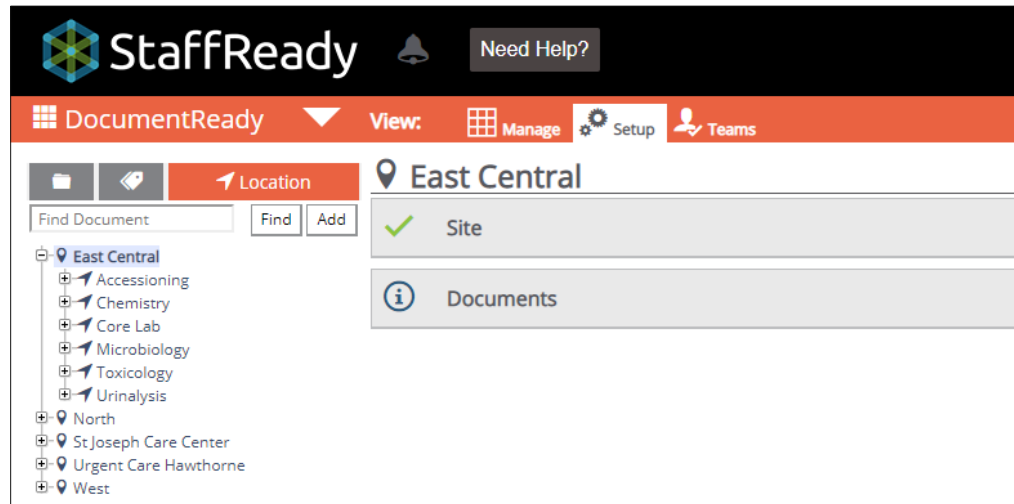 StaffReady
Need Help?
DocumentReady
View:
Manage
Setup
Teams
Location
Find Document
Find
Add
East Central
Accessioning
Chemistry
Core Lab
Microbiology
Toxicology
Urinalysis
North
St Joseph Care Center
Urgent Care Hawthorne
West
East Central
Site
Documents